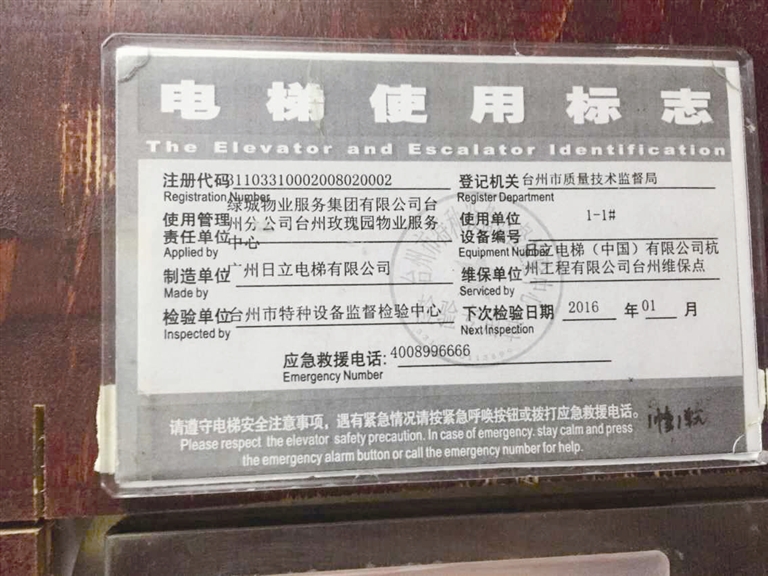 电梯使用标志
The Elevator and Escalator Identification
注册代码 31103310002008020002 登记机关 台州市质量技术监督局
Registration Number Register Department
使用管理责任单位 绿城物业服务集团有限公司台州分公司台州玫瑰园物业服务中心 使用单位设备编号 1-1#
Applied by Equipment Number
制造单位 广州日立电梯有限公司 维保单位 日立电梯（中国）有限公司杭州工程有限公司台州维保点
Made by Serviced by
检验单位 台州市特种设备监督检验中心 下次检验日期 2016 年 01 月
Inspected by Next Inspection
应急救援电话: 4008996666
Emergency Number
请遵守电梯安全注意事项，遇有紧急情况请按紧急呼唤按钮或拨打应急救援电话。
Please respect the elevator safety precaution. In case of emergency. stay calm and press
the emergency alarm button or call the emergency number for help.